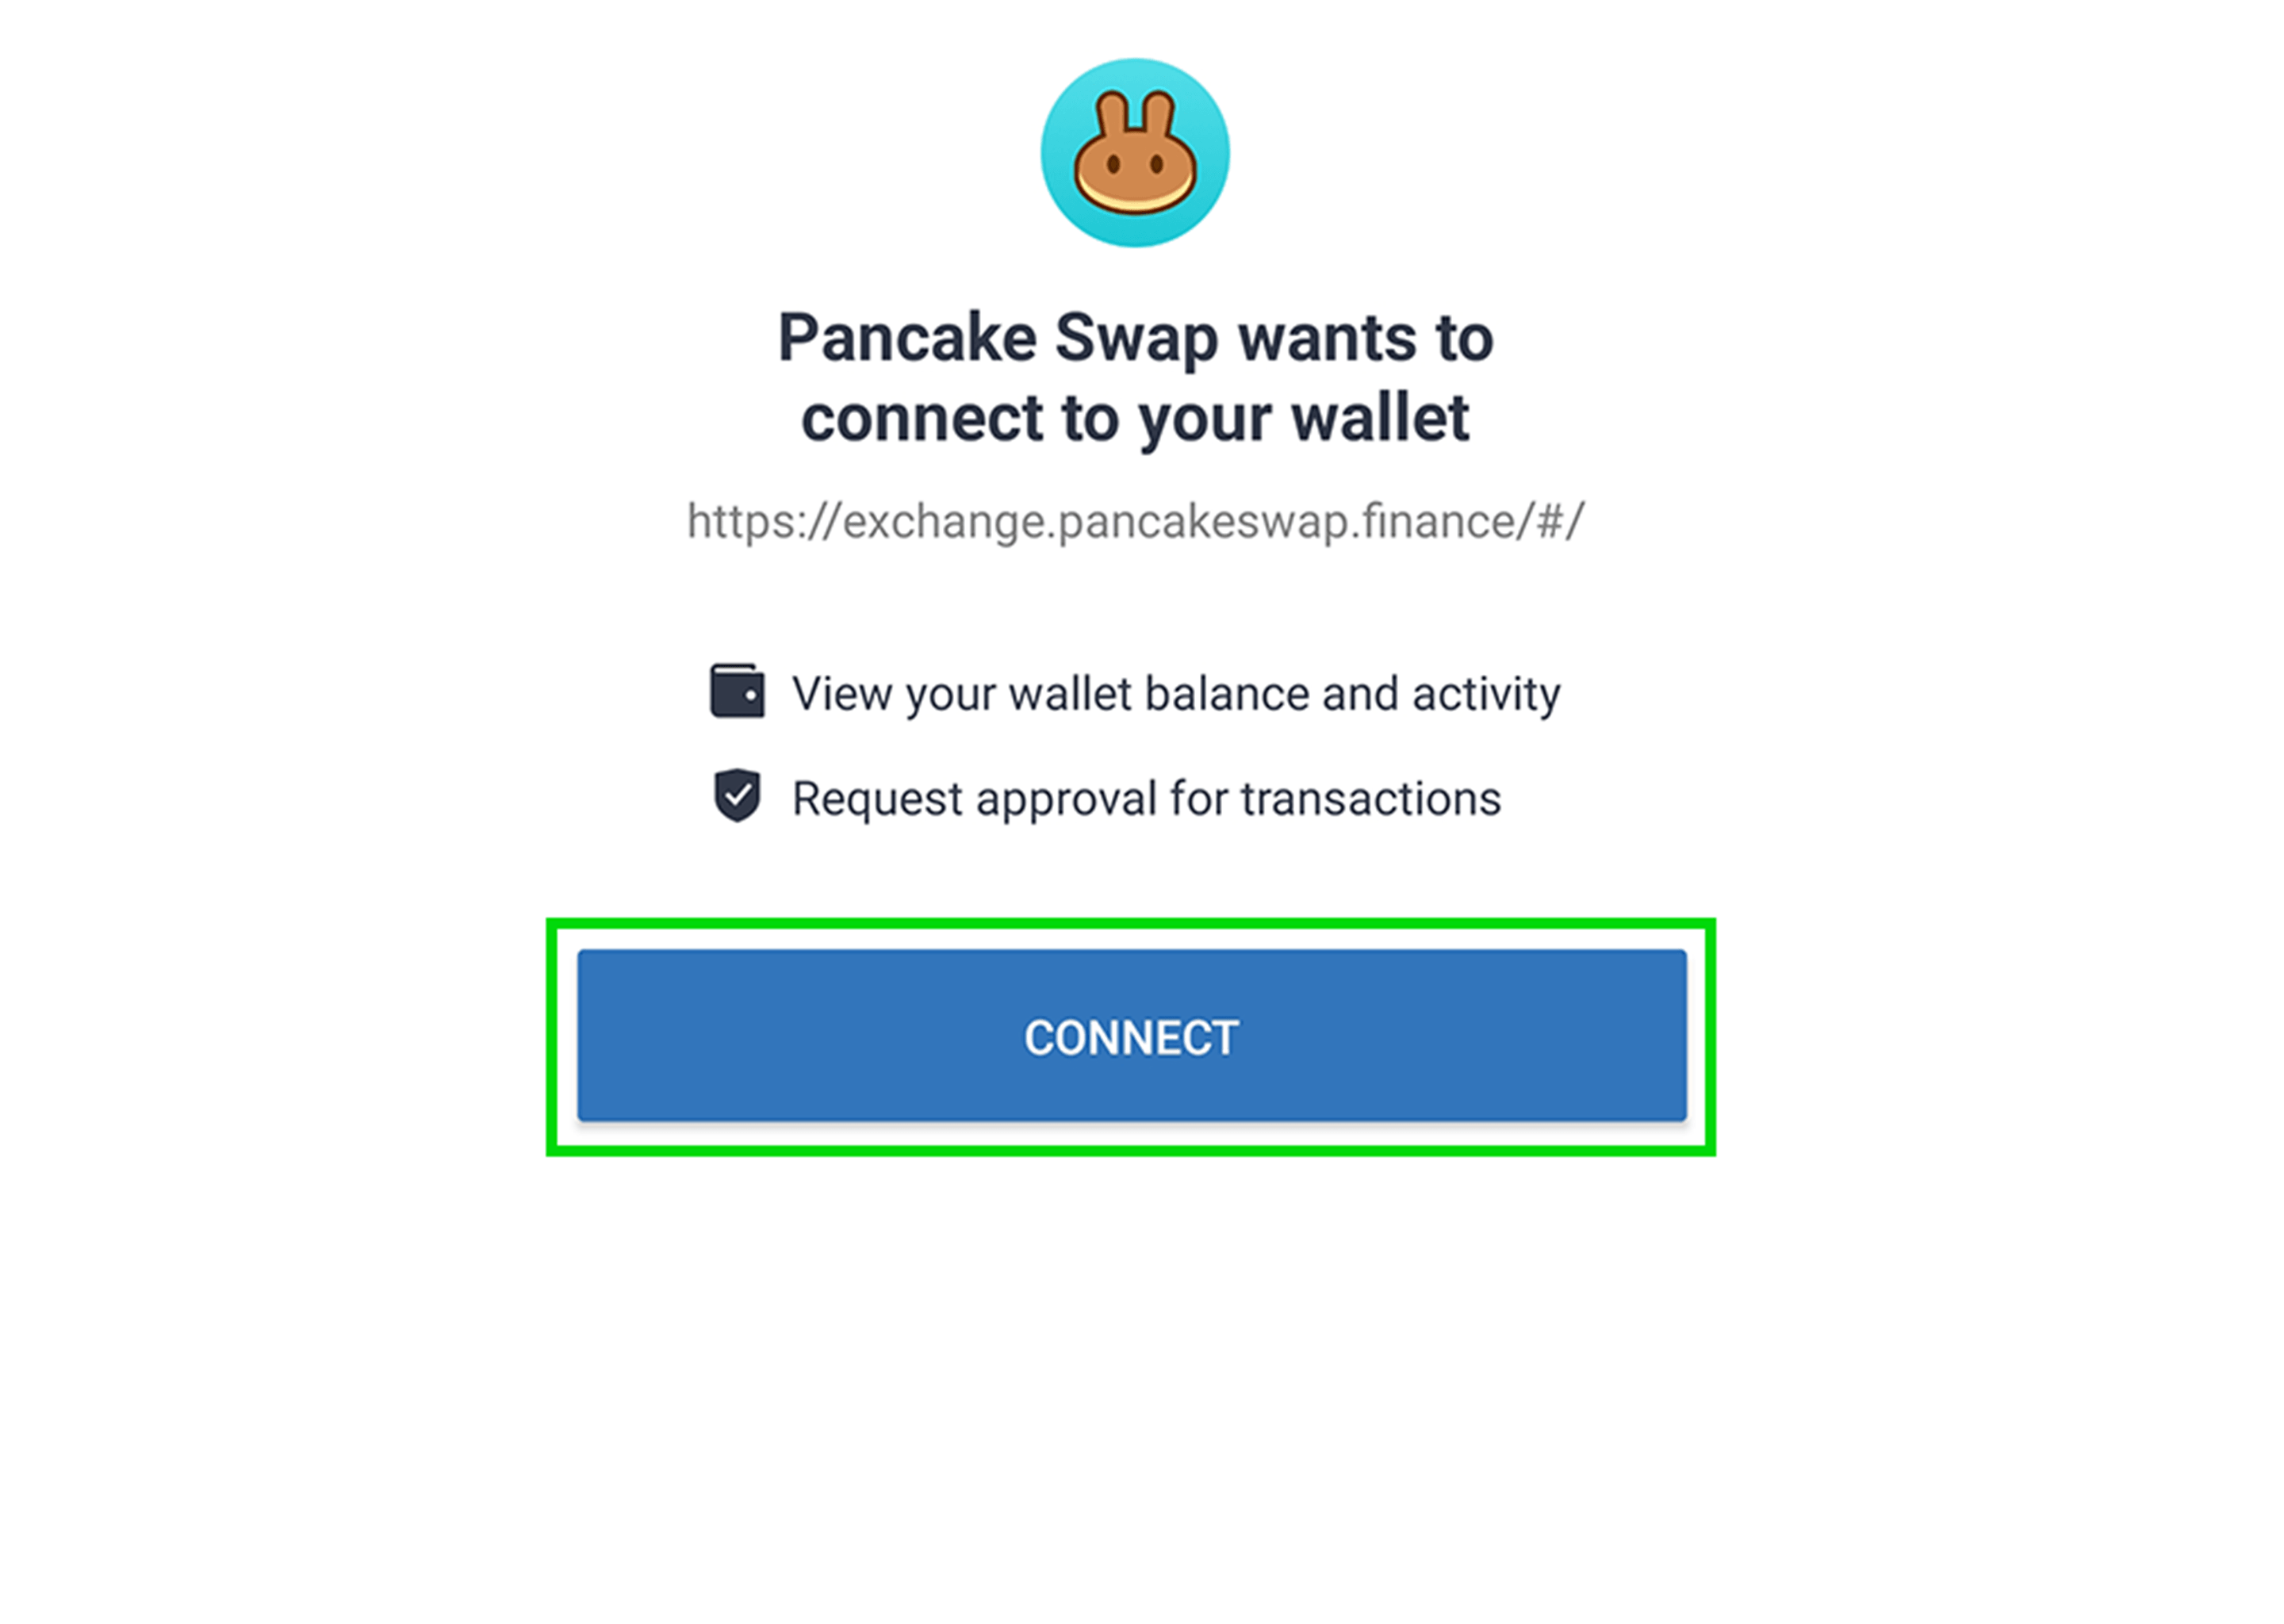 Pancake Swap wants to
connect to your wallet
https://exchange.pancakeswap.finance/#/
View your wallet balance and activity
Request approval for transactions
CONNECT